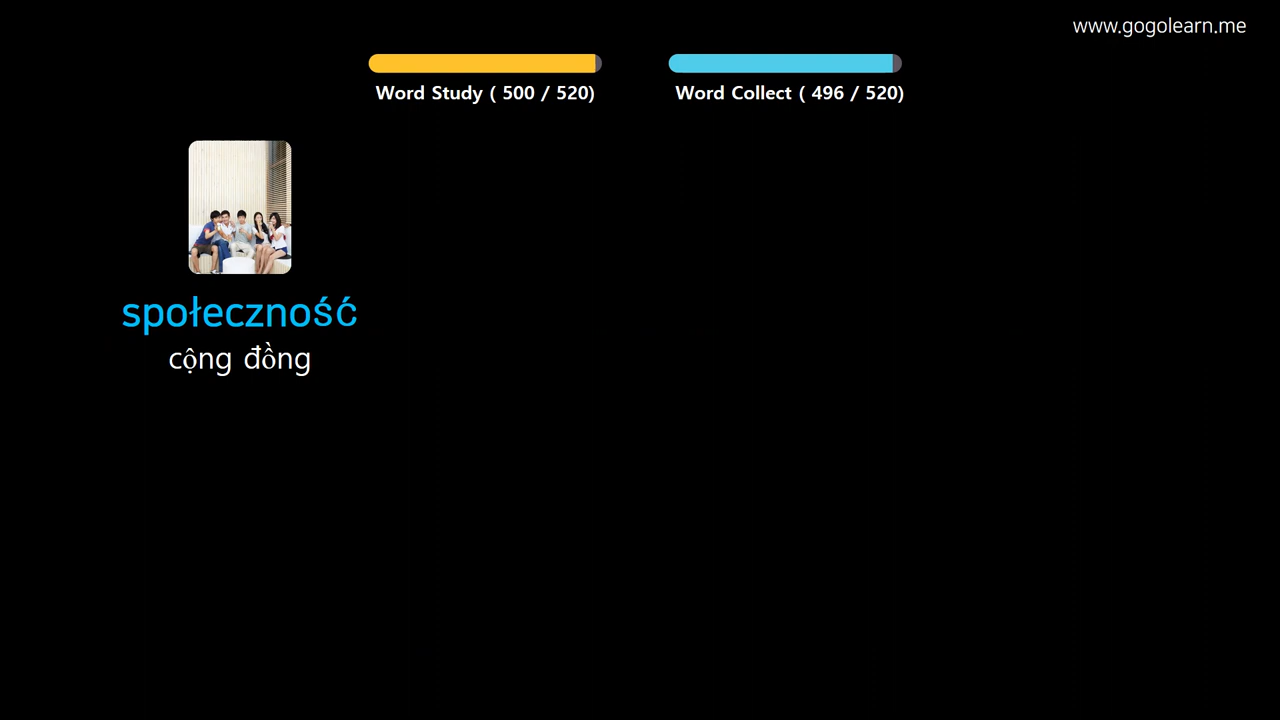 www.gogolearn.me
Word Study ( 500 / 520)
Word Collect ( 496 / 520)
społeczność
cộng đồng